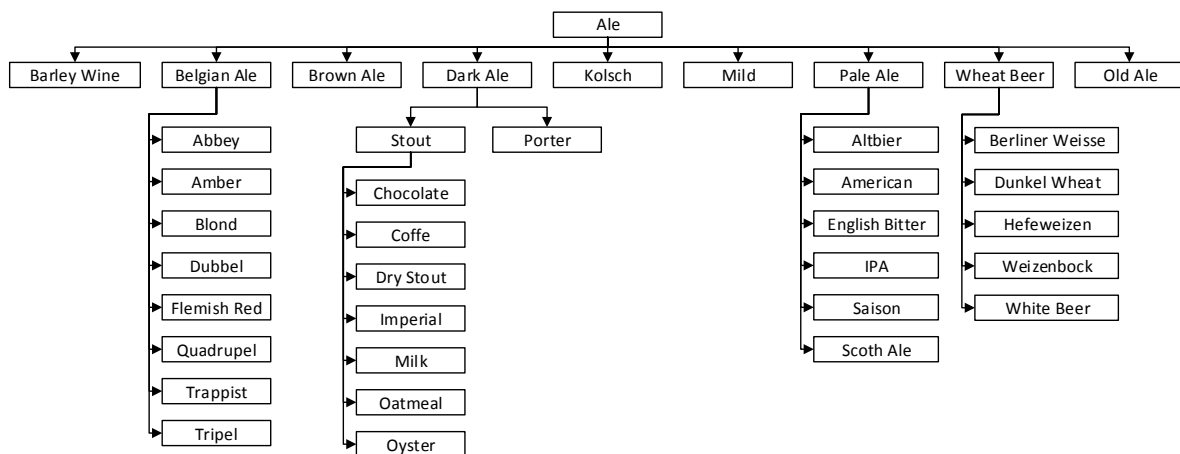 Ale
Barley Wine
Belgian Ale
Brown Ale
Dark Ale
Kolsch
Mild
Pale Ale
Wheat Beer
Old Ale
Abbey
Amber
Blond
Dubbel
Flemish Red
Quadrupel
Trappist
Tripel
Stout
Porter
Chocolate
Coffe
Dry Stout
Imperial
Milk
Oatmeal
Oyster
Altbier
American
English Bitter
IPA
Saison
Scoth Ale
Berliner Weisse
Dunkel Wheat
Hefeweizen
Weizenbock
White Beer